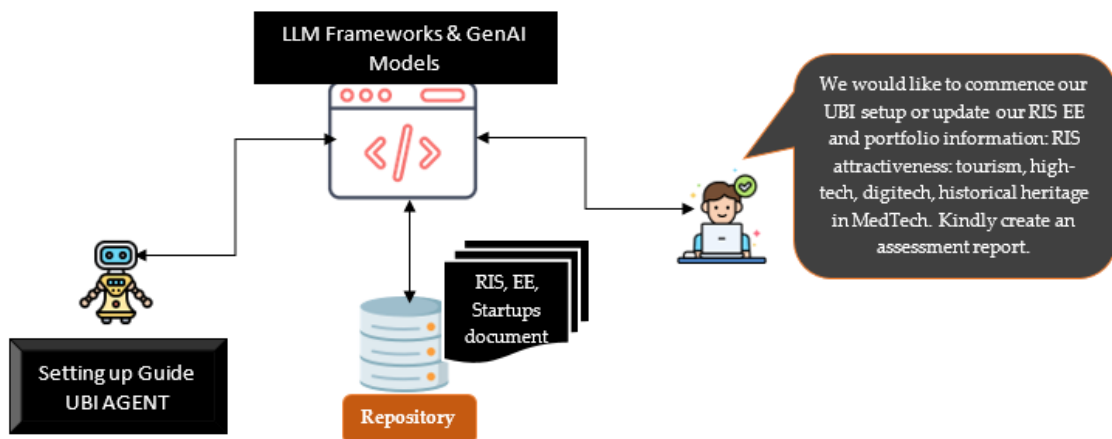 LLM Frameworks & GenAI
Models
</>
We would like to commence our
UBI setup or update our RIS EE
and portfolio information: RIS
attractiveness: tourism, high-
tech, digitech, historical heritage
in MedTech. Kindly create an
assessment report.
RIS, EE,
Startups
document
Setting up Guide
UBI AGENT
Repository